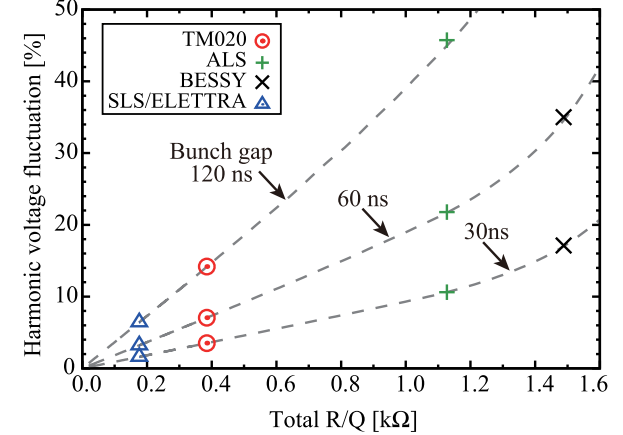 50
40
30
20
10
0
Harmonic voltage fluctuation [%]
TM020
ALS
BESSY
SLS/ELETTRA
Bunch gap
120 ns
60 ns
30ns
0.0 0.2 0.4 0.6 0.8 1.0 1.2 1.4 1.6
Total R/Q [kΩ]